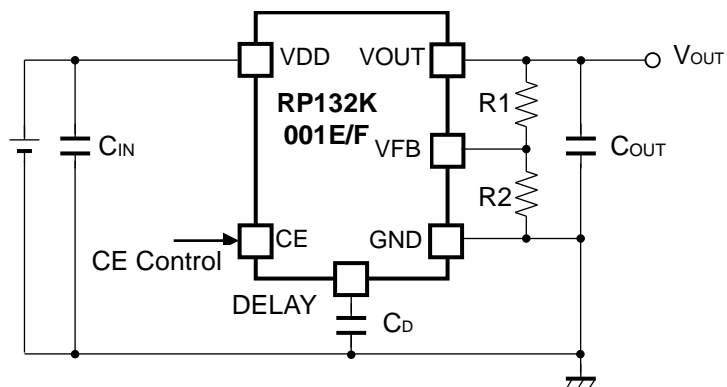 VDD
VOUT
VOUT
RP132K
001E/F
R1
CIN
VFB
COUT
R2
CE
GND
CE Control
DELAY
CD